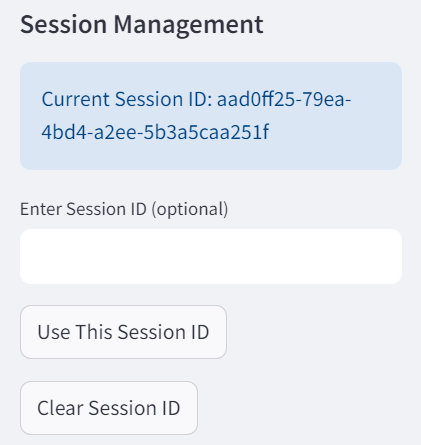 Session Management
Current Session ID: aad0ff25-79ea-
4bd4-a2ee-5b3a5caa251f
Enter Session ID (optional)
Use This Session ID
Clear Session ID